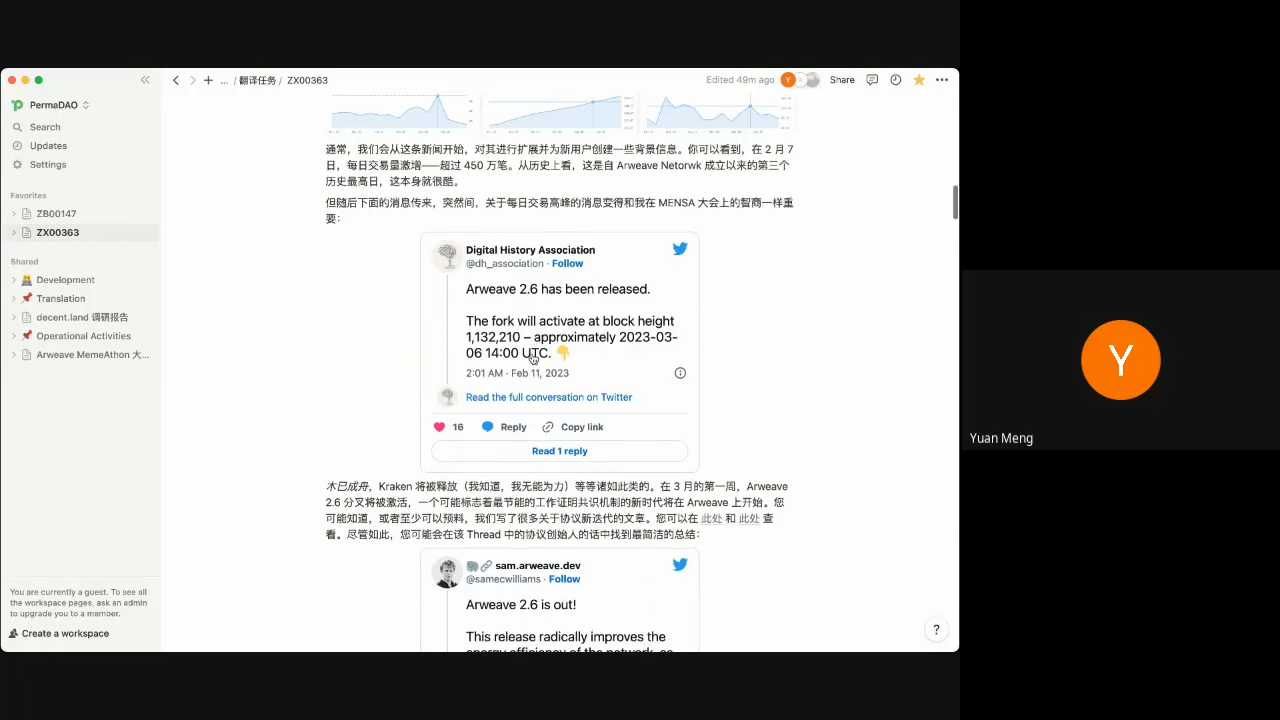 ... / 翻译任务 / ZX00363
Edited 49m ago
Y
Share
PermaDAO
Search
Updates
Settings
Favorites
ZB00147
ZX00363
Shared
Development
Translation
decent.land 调研报告
Operational Activities
Arweave MemeAthon 大...
You are currently a guest. To see all
the workspace pages, ask an admin
to upgrade you to a member.
Create a workspace
通常，我们会从这条新闻开始，对其进行扩展并为新用户创建一些背景信息。你可以看到，在 2 月 7
日，每日交易量激增——超过 450 万笔。从历史上看，这是自 Arweave Netorwk 成立以来的第三个
历史最高日，这本身就很酷。
但随后下面的消息传来，突然间，关于每日交易高峰的消息变得和我在 MENSA 大会上的智商一样重
要：
Digital History Association
@dh_association · Follow
Arweave 2.6 has been released.
The fork will activate at block height
1,132,210 – approximately 2023-03-
06 14:00 UTC. 👇
2:01 AM · Feb 11, 2023
Read the full conversation on Twitter
16 Reply Copy link
Read 1 reply
木已成舟，Kraken 将被释放（我知道，我无能为力）等等诸如此类的。在 3 月的第一周，Arweave
2.6 分叉将被激活，一个可能标志着最节能的工作证明共识机制的新时代将在 Arweave 上开始。您
可能知道，或者至少可以预料，我们写了很多关于协议新迭代的文章。您可以在 此处 和 此处 查
看。尽管如此，您可能会在该 Thread 中的协议创始人的话中找到最简洁的总结：
🐘🔗 sam.arweave.dev
@samecwilliams · Follow
Arweave 2.6 is out!
This release radically improves the
energy efficiency of the network, as
?
Y
Yuan Meng